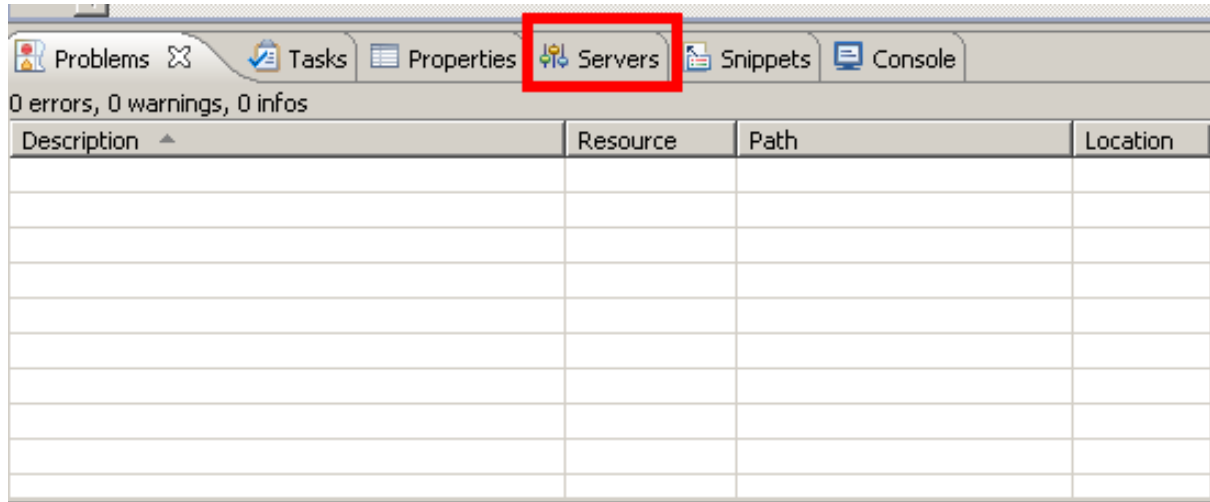 Problems Tasks Properties Servers Snippets Console
0 errors, 0 warnings, 0 infos
Description Resource Path Location